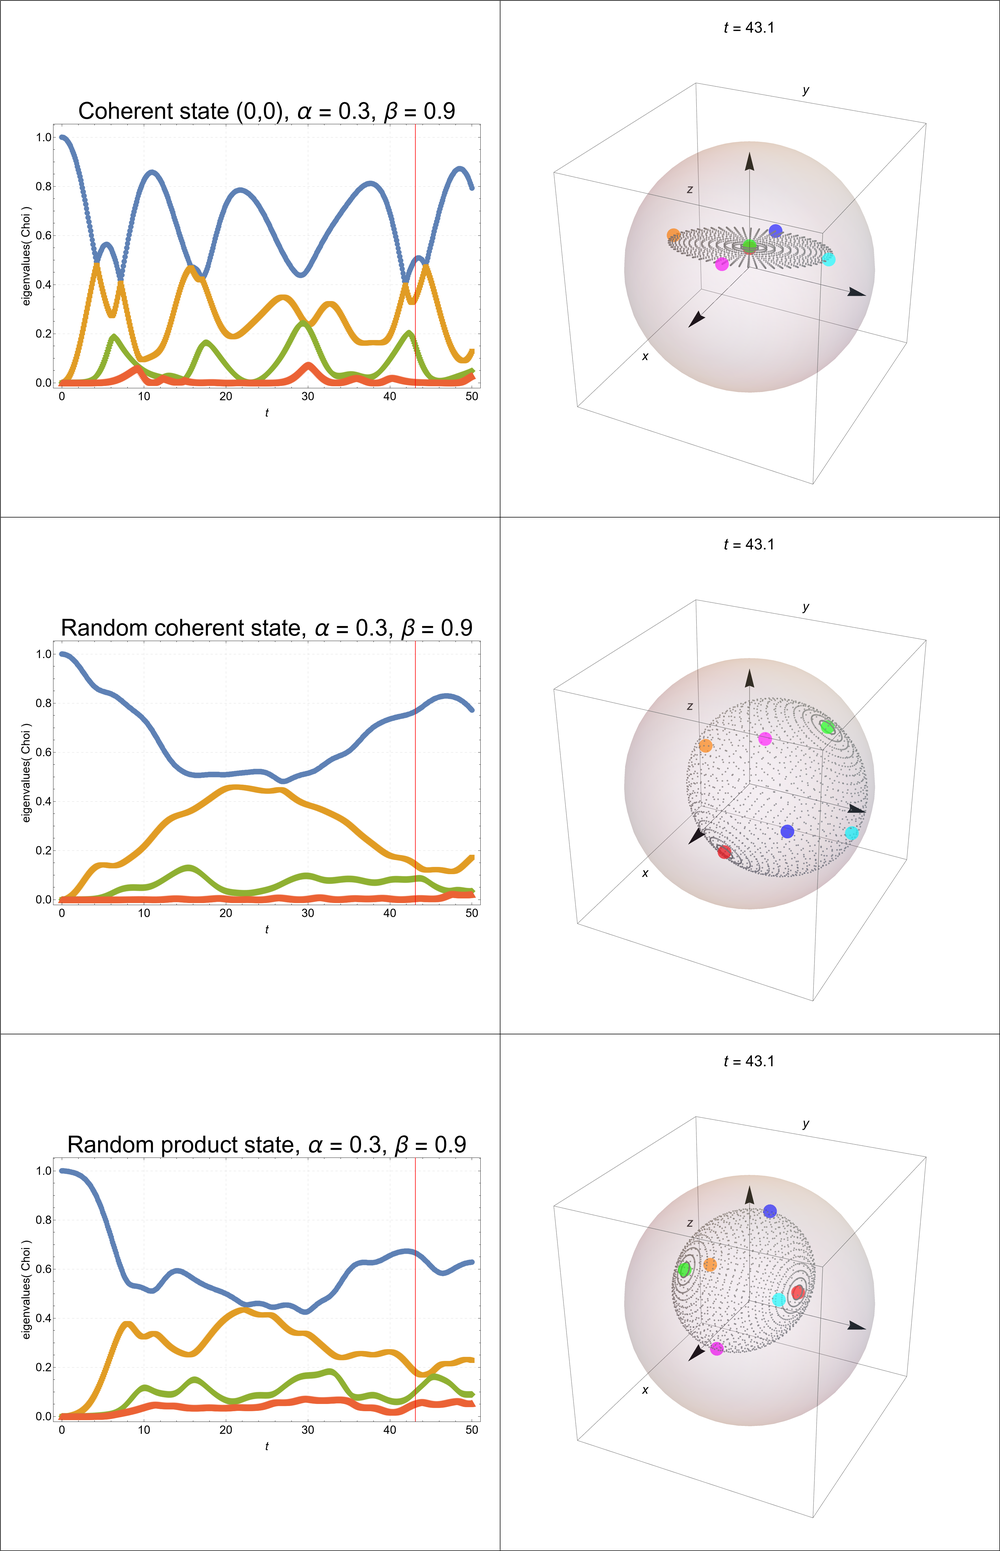 t = 43.1
Coherent state (0,0), α = 0.3, β = 0.9
eigenvalues( Choi )
1.0
0.8
0.6
0.4
0.2
0.0
0 10 20 30 40 50
t
y
z
x
t = 43.1
Random coherent state, α = 0.3, β = 0.9
eigenvalues( Choi )
1.0
0.8
0.6
0.4
0.2
0.0
0 10 20 30 40 50
t
y
z
x
t = 43.1
Random product state, α = 0.3, β = 0.9
eigenvalues( Choi )
1.0
0.8
0.6
0.4
0.2
0.0
0 10 20 30 40 50
t
y
z
x